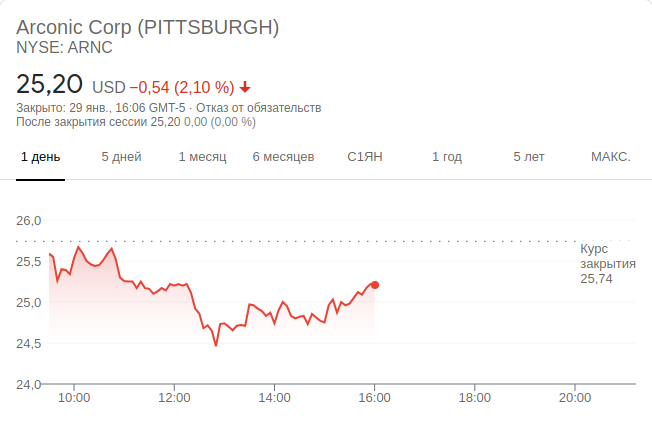 Arconic Corp (PITTSBURGH)
NYSE: ARNC
25,20 USD −0,54 (2,10 %)
Закрыто: 29 янв., 16:06 GMT-5 · Отказ от обязательств
После закрытия сессии 25,20 0,00 (0,00 %)
1 день 5 дней 1 месяц 6 месяцев С1ЯН 1 год 5 лет МАКС.
26,0
Курс
закрытия
25,74
25,5
25,0
24,5
24,0
10:00 12:00 14:00 16:00 18:00 20:00